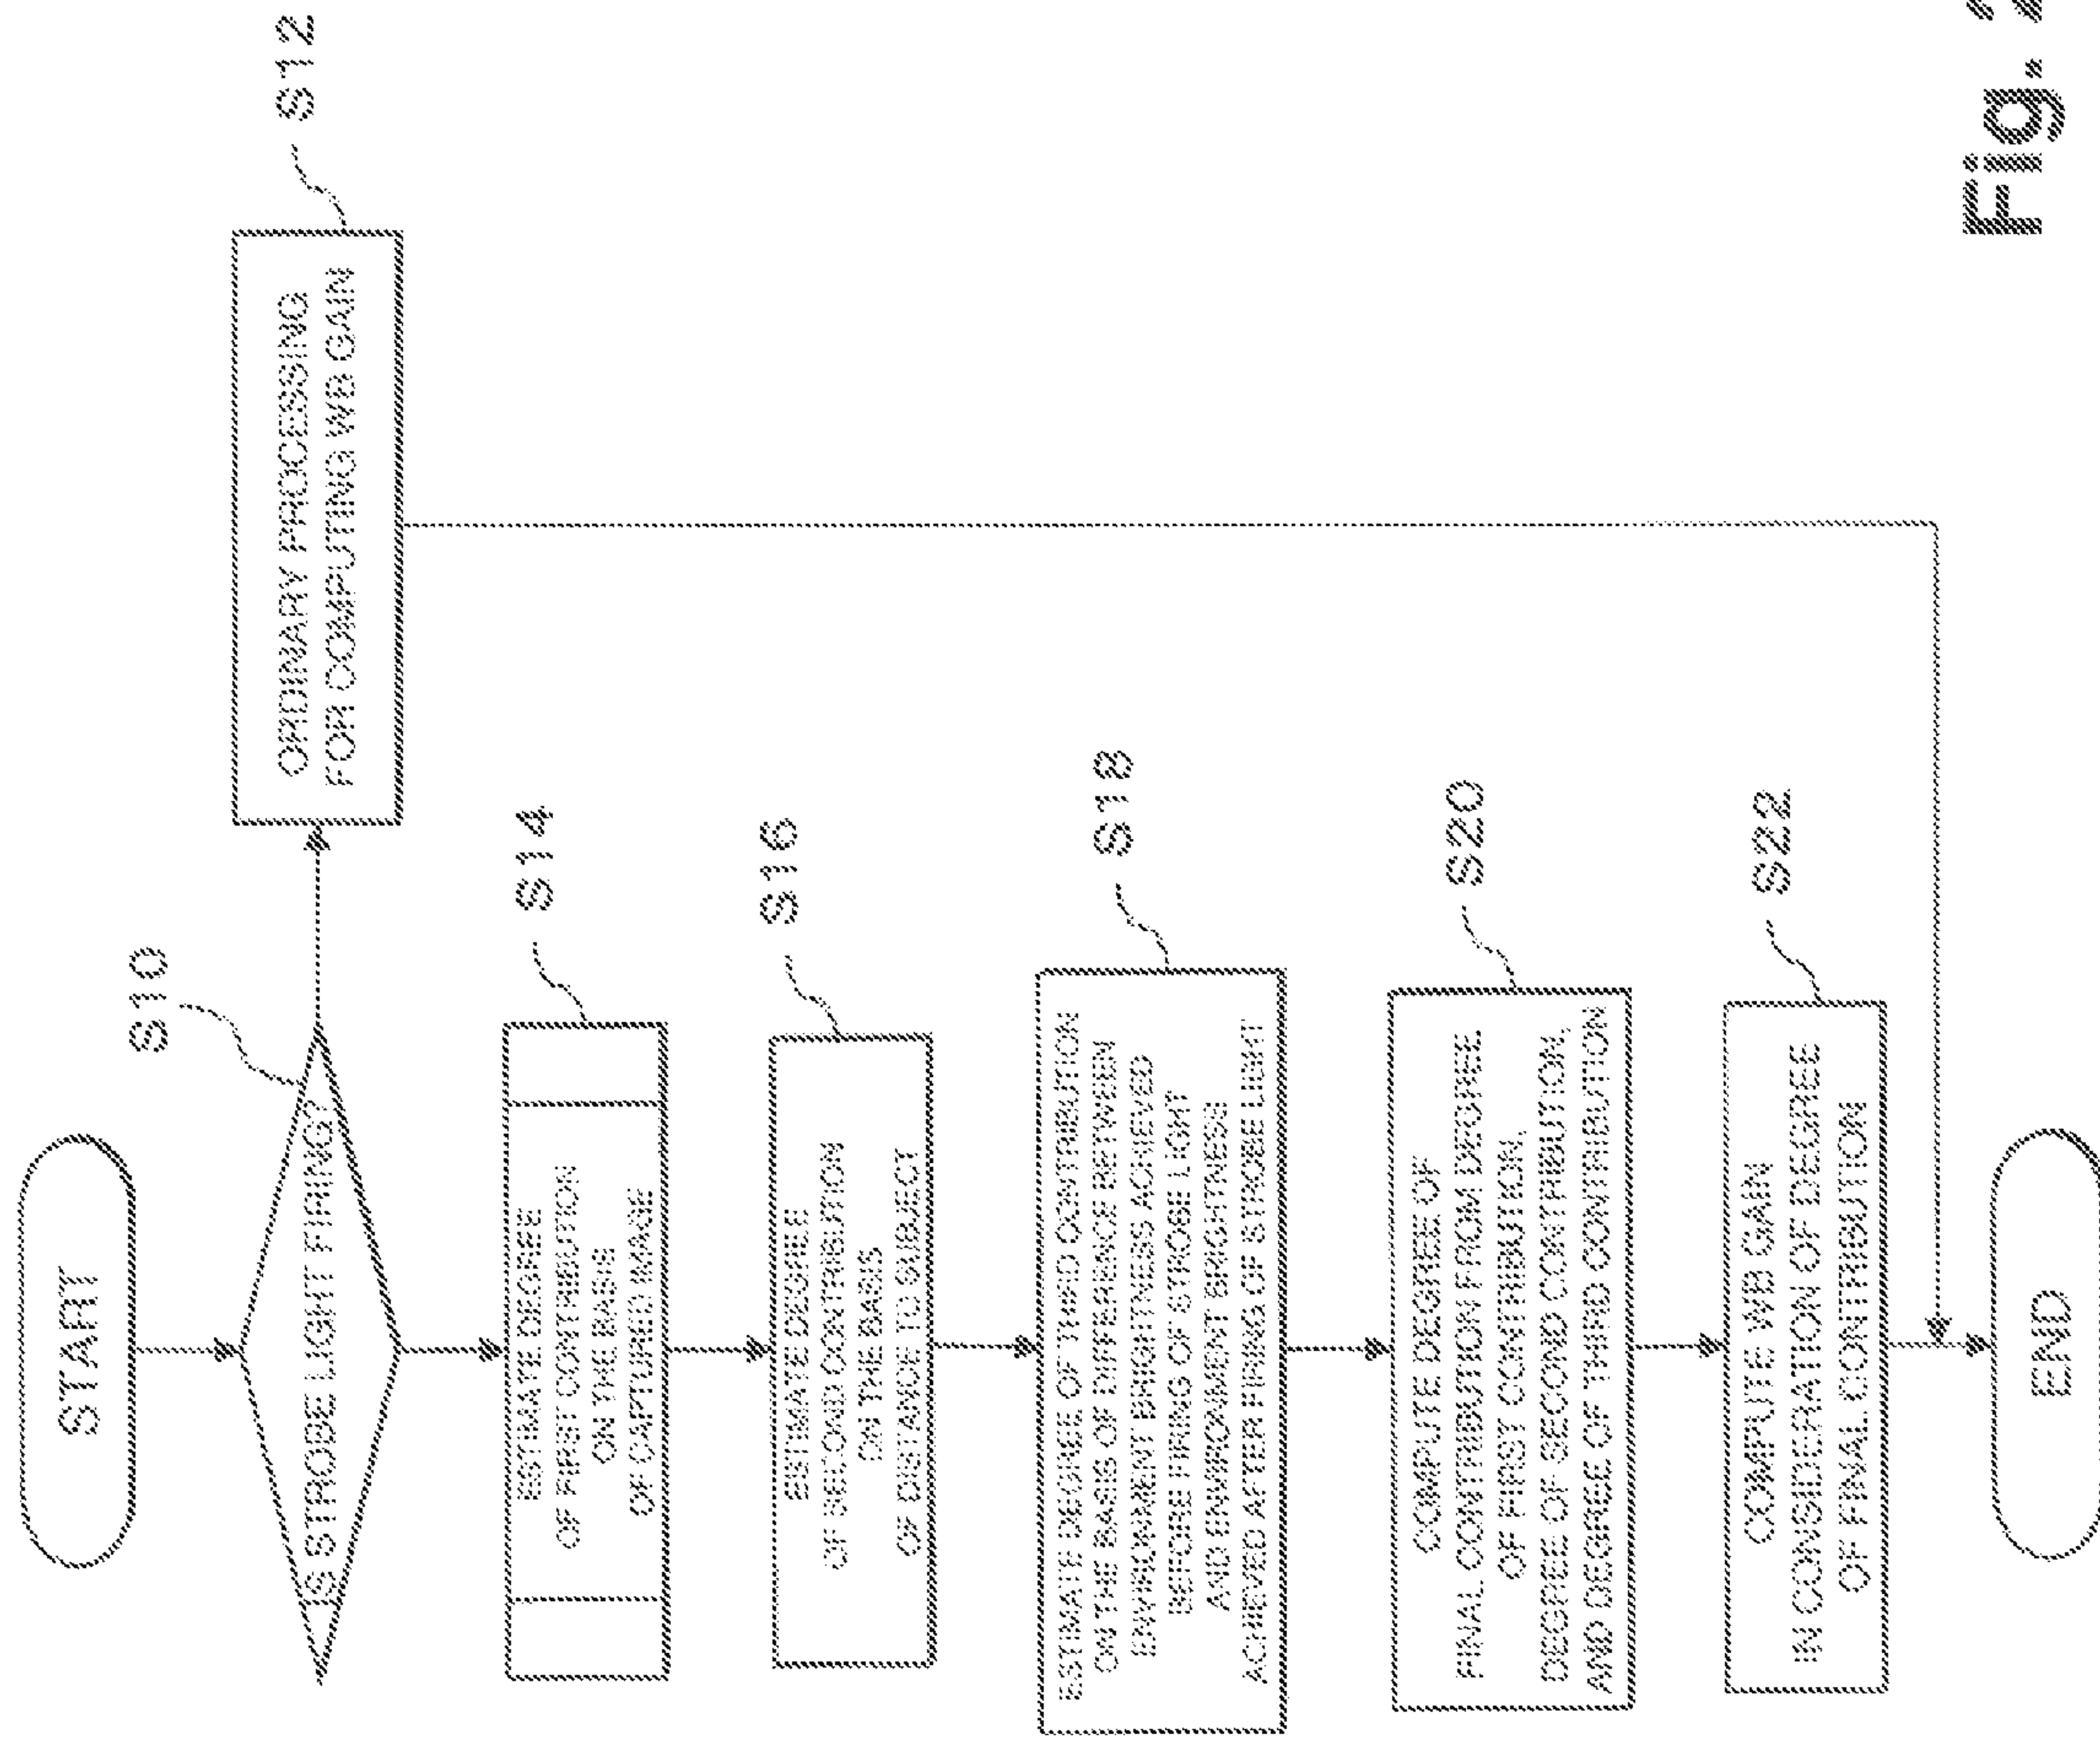 START
S10
IS STROBE LIGHT FIRING?
S12
ORDINARY PROCESSING
FOR COMPUTING WB GAIN
S14
ESTIMATE DEGREE
OF FIRST CONTRIBUTION
ON THE BASIS
OF CAPTURED IMAGE
S16
ESTIMATE DEGREE
OF SECOND CONTRIBUTION
ON THE BASIS
OF DISTANCE TO SUBJECT
S18
ESTIMATE DEGREE OF THIRD CONTRIBUTION
ON THE BASIS OF DIFFERENCE BETWEEN
ENVIRONMENT BRIGHTNESS ACHIEVED
BEFORE FIRING OF STROBE LIGHT
AND ENVIRONMENT BRIGHTNESS
ACHIEVED AFTER FIRING OF STROBE LIGHT
S20
COMPUTE DEGREE OF
FINAL CONTRIBUTION FROM DEGREE
OF FIRST CONTRIBUTION,
DEGREE OF SECOND CONTRIBUTION,
AND DEGREE OF THIRD CONTRIBUTION
S22
COMPUTE WB GAIN
IN CONSIDERATION OF DEGREE
OF FINAL CONTRIBUTION
END
Fig. 2